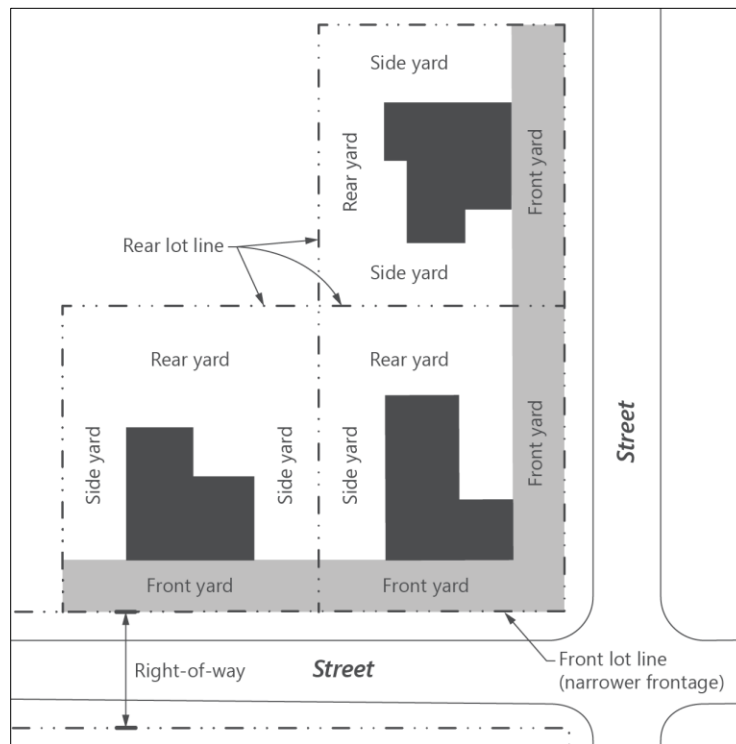 Side yard
Rear yard
Front yard
Rear lot line
Side yard
Rear yard
Rear yard
Side yard
Side yard
Side yard
Front yard
Street
Front yard
Front yard
Right-of-way
Street
Front lot line
(narrower frontage)